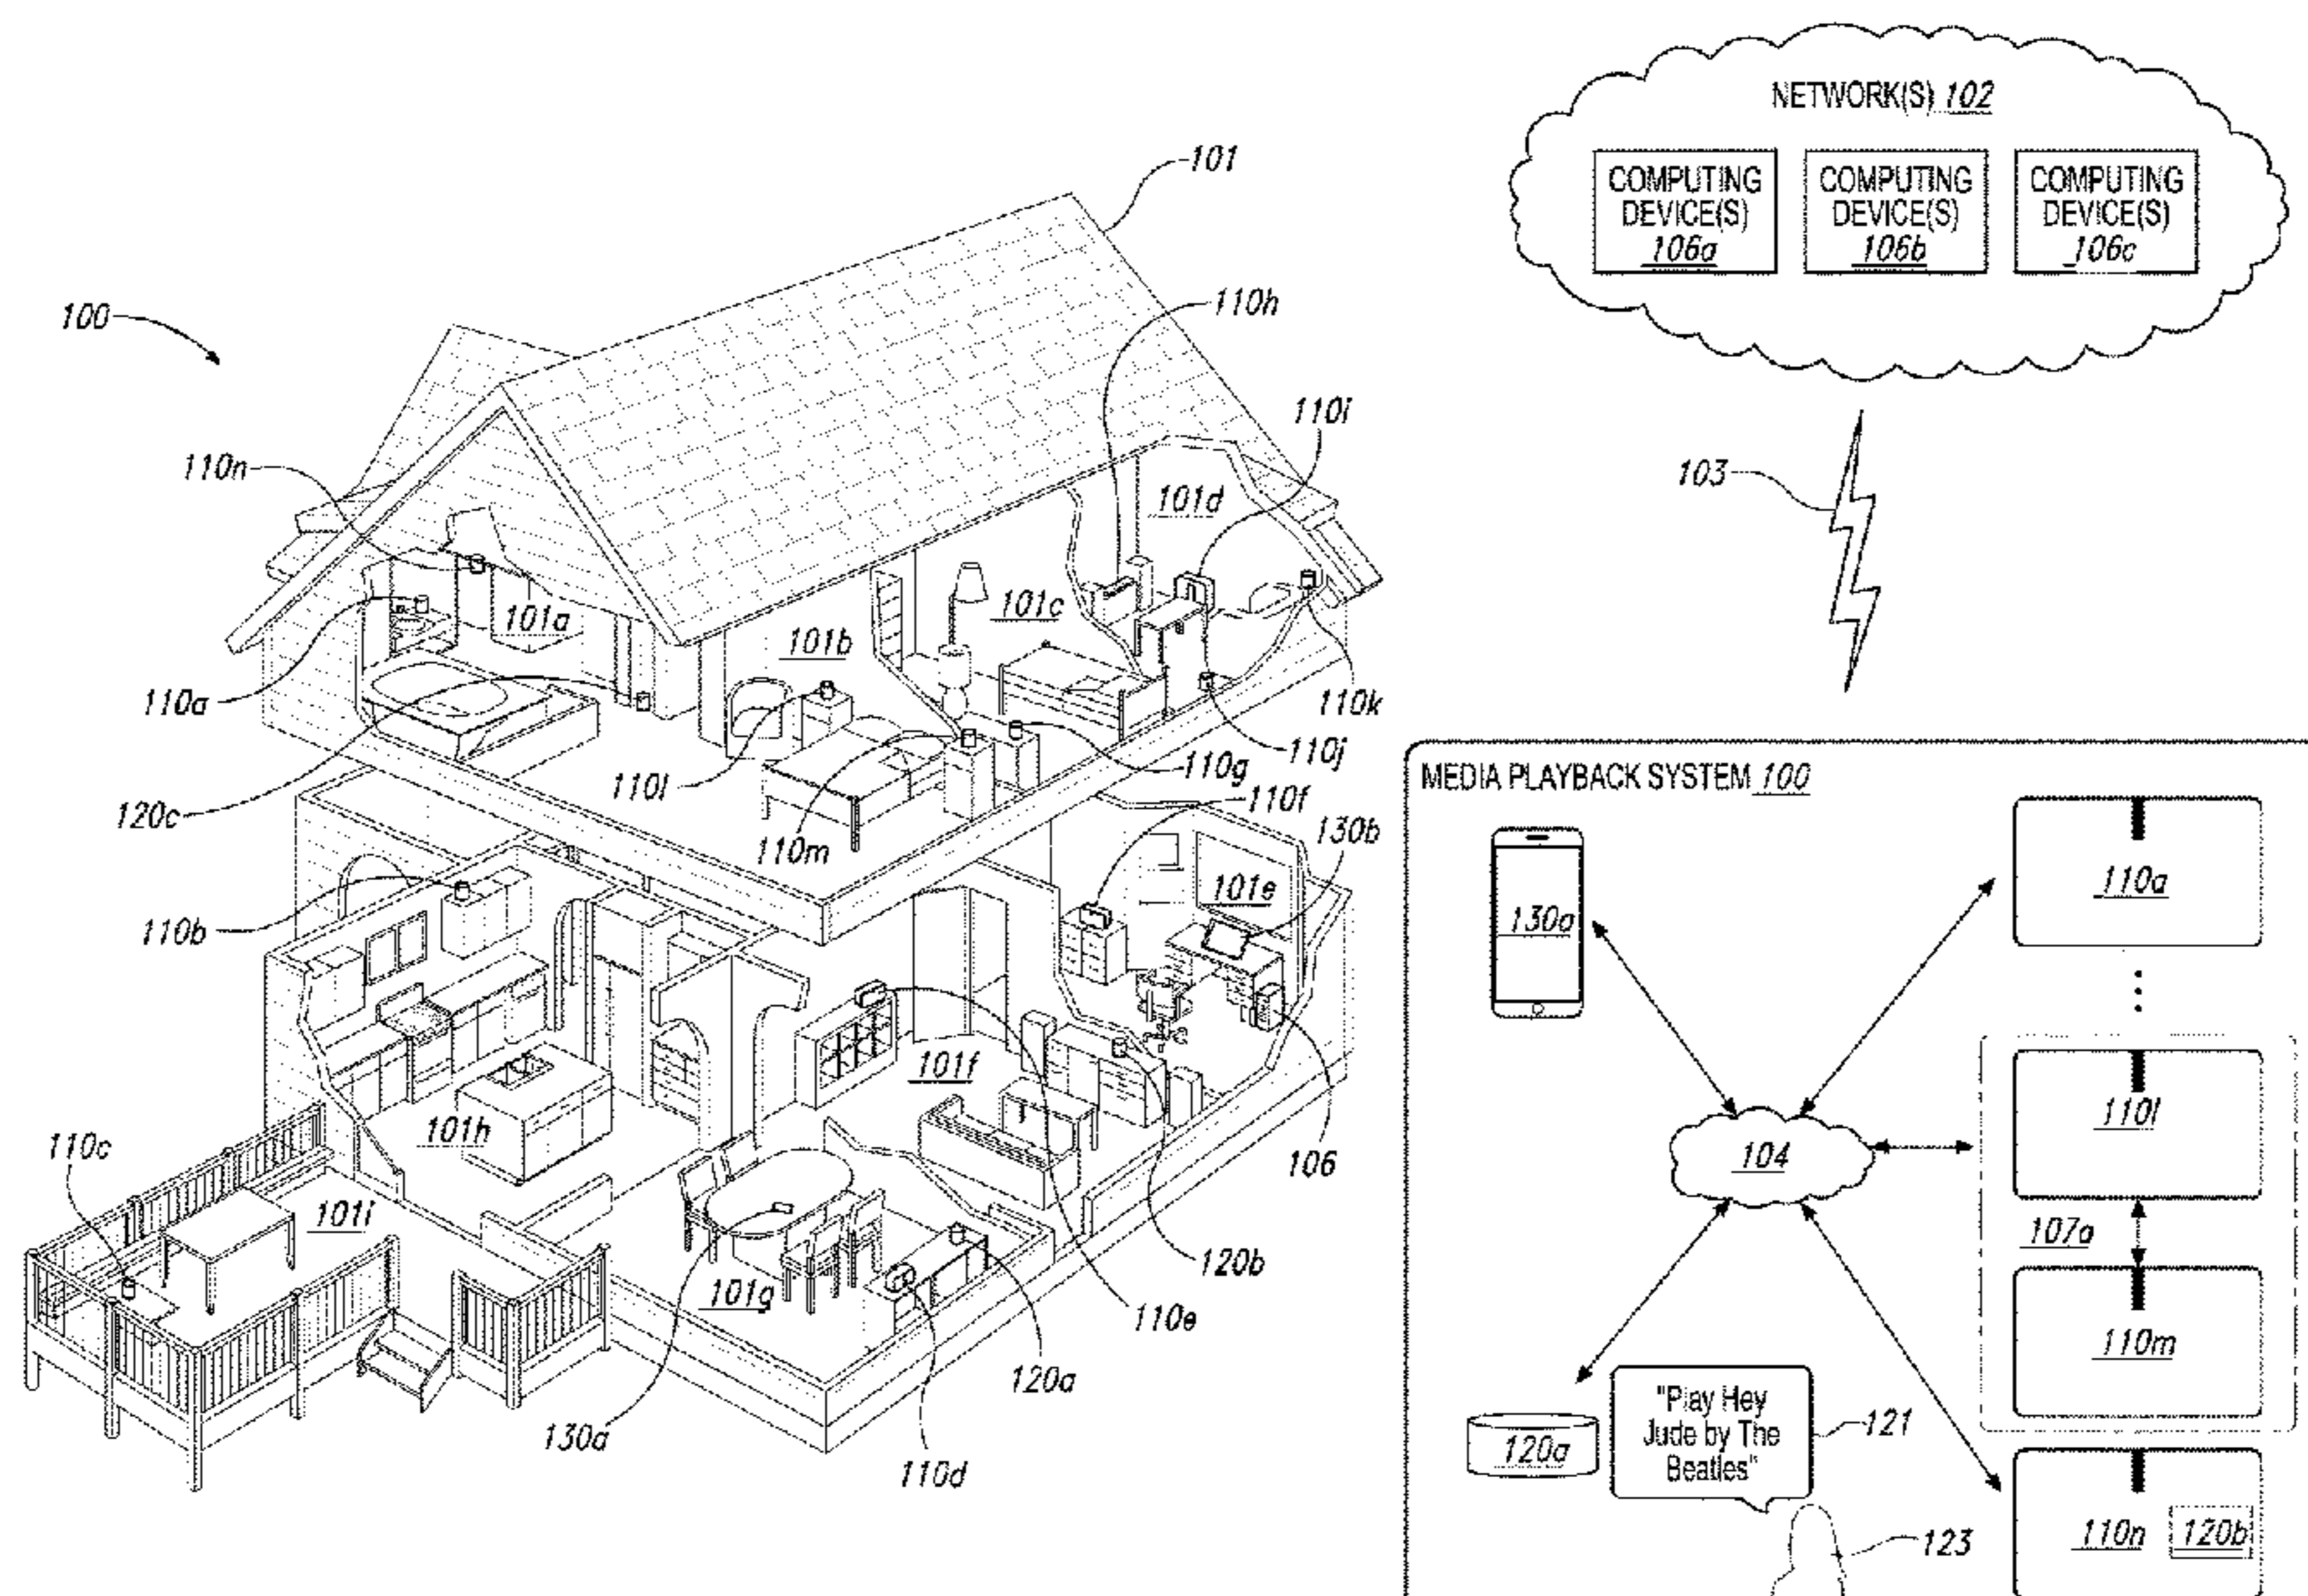 101
100
110n
110a
120c
110l
110m
110b
110c
101a
101b
101c
101d
110h
110i
110k
110j
110g
110f
130b
101e
101f
101h
101i
101g
106
120b
110e
120a
130a
110d
NETWORK(S) 102
COMPUTING
DEVICE(S)
106a
COMPUTING
DEVICE(S)
106b
COMPUTING
DEVICE(S)
106c
103
MEDIA PLAYBACK SYSTEM 100
130a
110a
110l
104
107a
110m
120a
"Play Hey
Jude by The
Beatles"
121
110n
120b
123